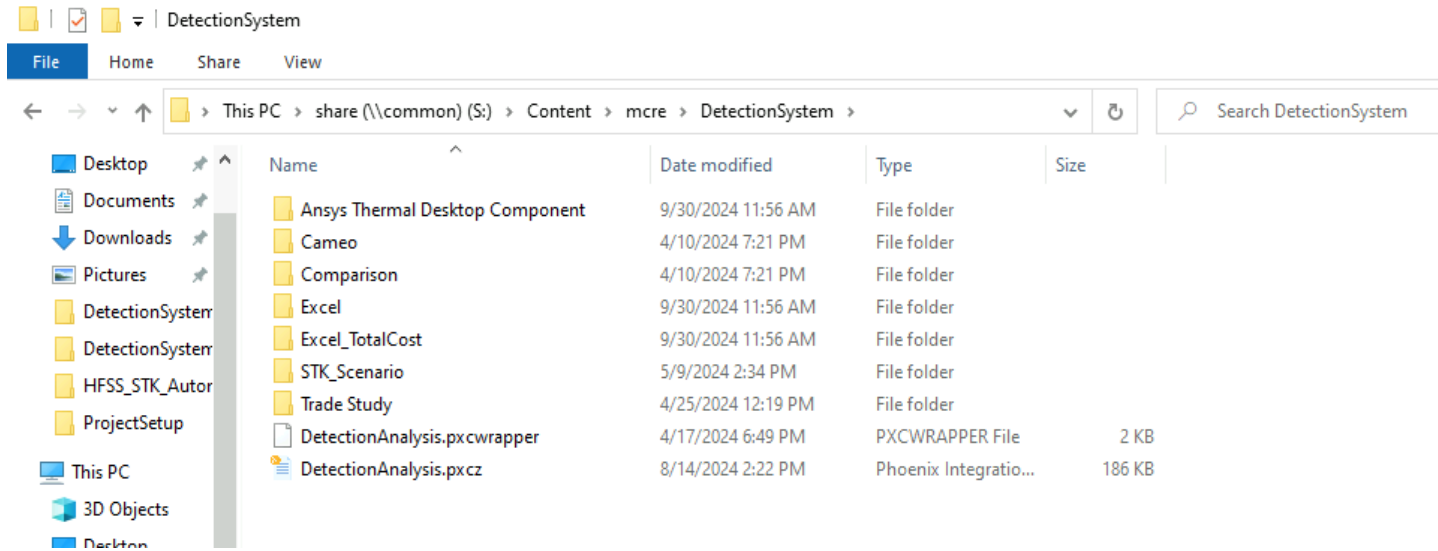 DetectionSystem
File Home Share View
This PC > share (\\common) (S:) > Content > mcre > DetectionSystem >
Search DetectionSystem
Desktop
Documents
Downloads
Pictures
DetectionSystem
DetectionSystem
HFSS_STK_Autor
ProjectSetup
This PC
3D Objects
Desktop
Name Date modified Type Size
Ansys Thermal Desktop Component 9/30/2024 11:56 AM File folder
Cameo 4/10/2024 7:21 PM File folder
Comparison 4/10/2024 7:21 PM File folder
Excel 9/30/2024 11:56 AM File folder
Excel_TotalCost 9/30/2024 11:56 AM File folder
STK_Scenario 5/9/2024 2:34 PM File folder
Trade Study 4/25/2024 12:19 PM File folder
DetectionAnalysis.pxcwrapper 4/17/2024 6:49 PM PXCWRAPPER File 2 KB
DetectionAnalysis.pxcz 8/14/2024 2:22 PM Phoenix Integratio... 186 KB